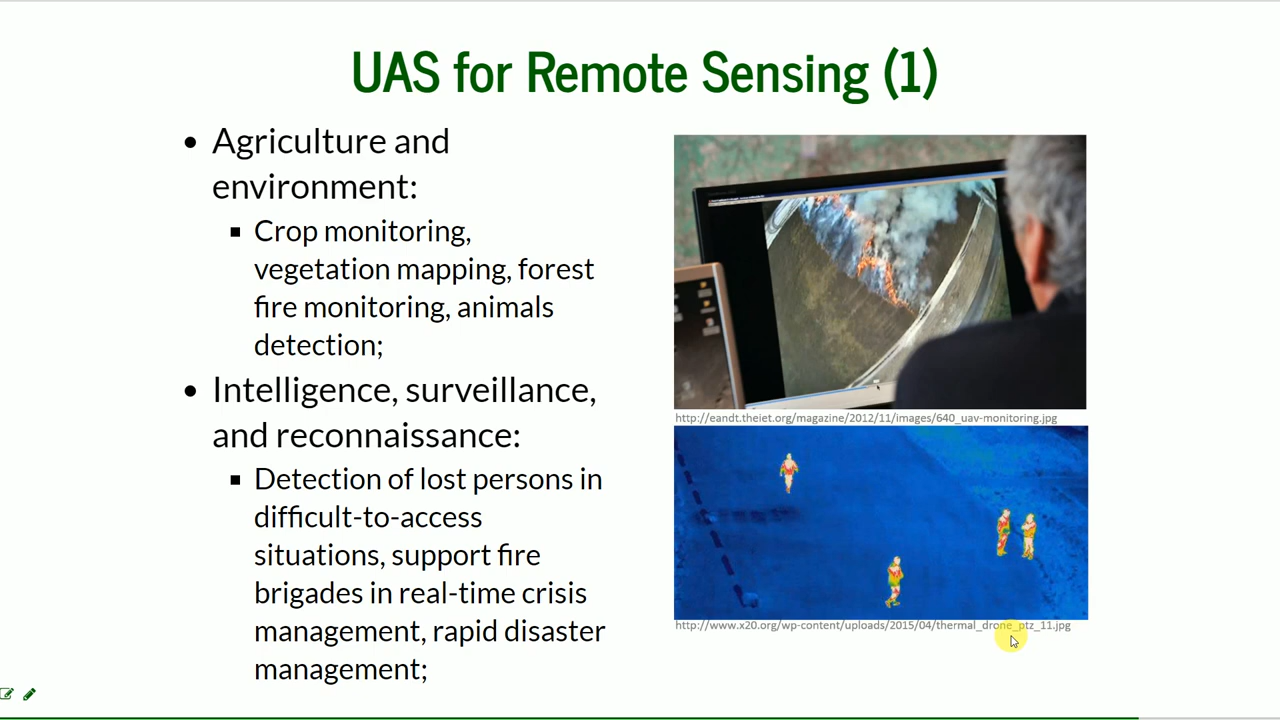 UAS for Remote Sensing (1)
• Agriculture and
environment:
▪ Crop monitoring,
vegetation mapping, forest
fire monitoring, animals
detection;
• Intelligence, surveillance,
and reconnaissance:
▪ Detection of lost persons in
difficult-to-access
situations, support fire
brigades in real-time crisis
management, rapid disaster
management;
http://eandt.theiet.org/magazine/2012/11/images/640_uav-monitoring.jpg
http://www.x20.org/wp-content/uploads/2015/04/thermal_drone_ptz_11.jpg